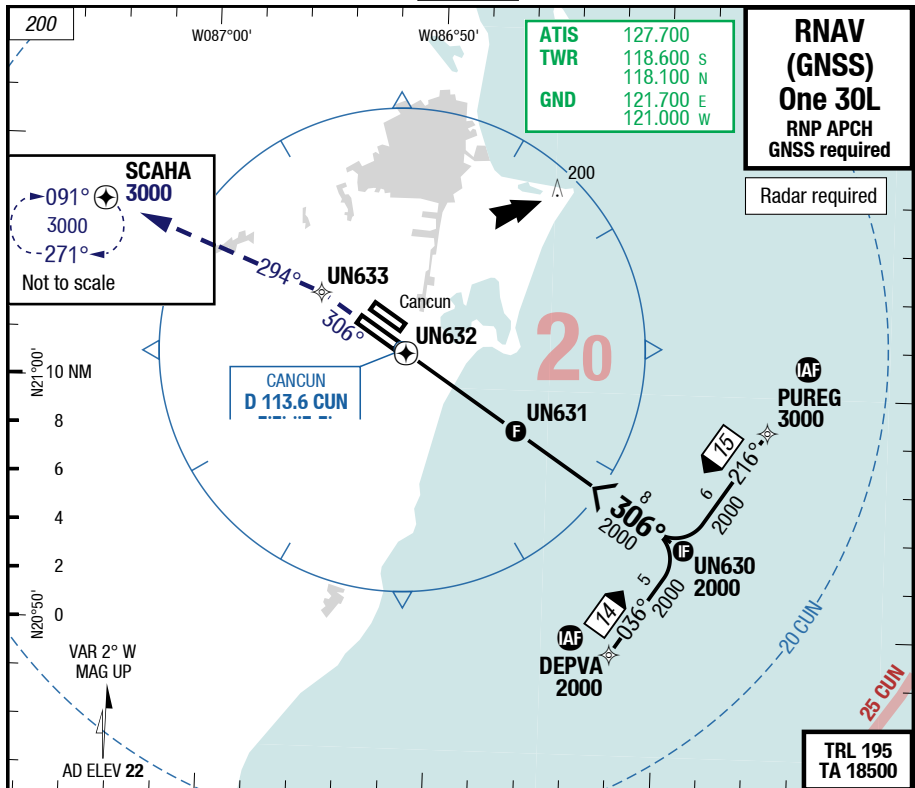 200
W087°00'
W086°50'
ATIS 127.700
TWR 118.600 S
118.100 N
GND 121.700 E
121.000 W
RNAV
(GNSS)
One 30L
RNP APCH
GNSS required
Radar required
SCAHA
3000
091°
3000
271°
Not to scale
200
294°
UN633
306°
Cancun
UN632
CANCUN
D 113.6 CUN
20
N21°00'
10 NM
8
6
4
2
0
N20°50'
F
UN631
IAF
PUREG
3000
15
216°
6
2000
8
306°
2000
IF
UN630
2000
5
2000
036°
14
IAF
DEPVA
2000
20 CUN
25 CUN
VAR 2° W
MAG UP
AD ELEV 22
TRL 195
TA 18500